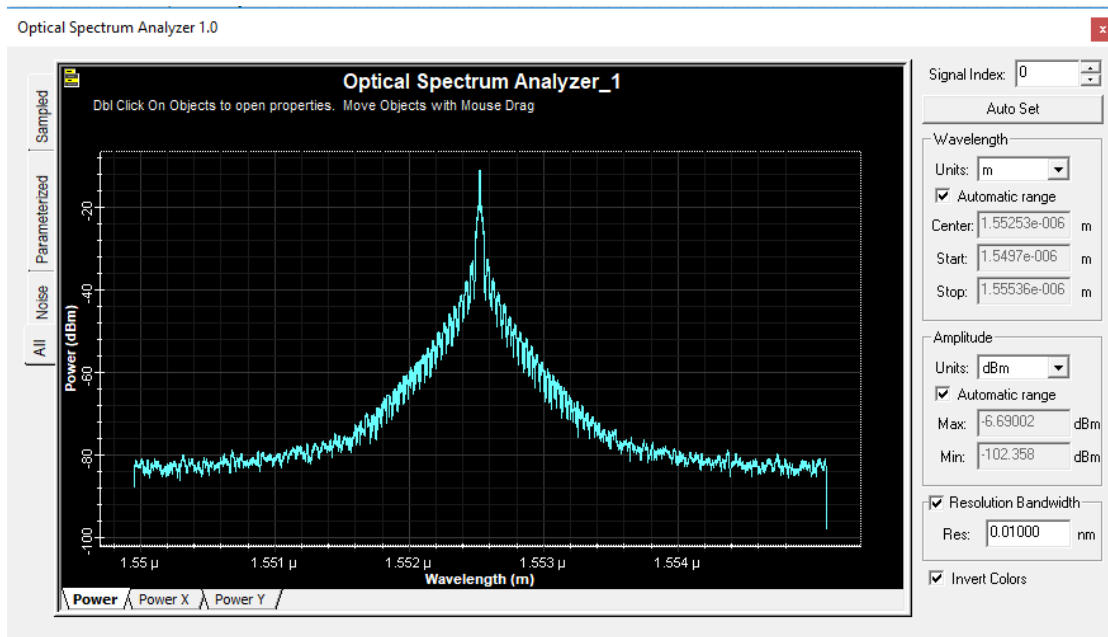 Optical Spectrum Analyzer 1.0
x
Optical Spectrum Analyzer_1
Dbl Click On Objects to open properties.  Move Objects with Mouse Drag
Sampled
Parameterized
Noise
All
Power (dBm)
-20
-40
-60
-80
-100
1.55 µ
1.551 µ
1.552 µ
1.553 µ
1.554 µ
Wavelength (m)
Power
Power X
Power Y
Signal Index: 0
Auto Set
Wavelength
Units: m
Automatic range
Center: 1.55253e-006 m
Start: 1.5497e-006 m
Stop: 1.55536e-006 m
Amplitude
Units: dBm
Automatic range
Max: -6.69002 dBm
Min: -102.358 dBm
Resolution Bandwidth
Res: 0.01000 nm
Invert Colors